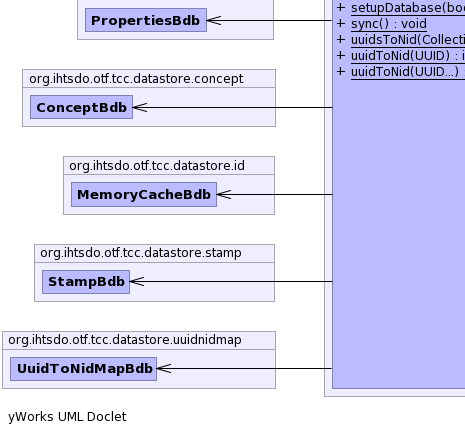 PropertiesBdb
+ setupDatabase(boo
+ sync() : void
+ uuidsToNid(Collecti
+ uuidToNid(UUID) : i
+ uuidToNid(UUID...) :
org.ihtsdo.otf.tcc.datastore.concept
ConceptBdb
org.ihtsdo.otf.tcc.datastore.id
MemoryCacheBdb
org.ihtsdo.otf.tcc.datastore.stamp
StampBdb
org.ihtsdo.otf.tcc.datastore.uuidnidmap
UuidToNidMapBdb
yWorks UML Doclet